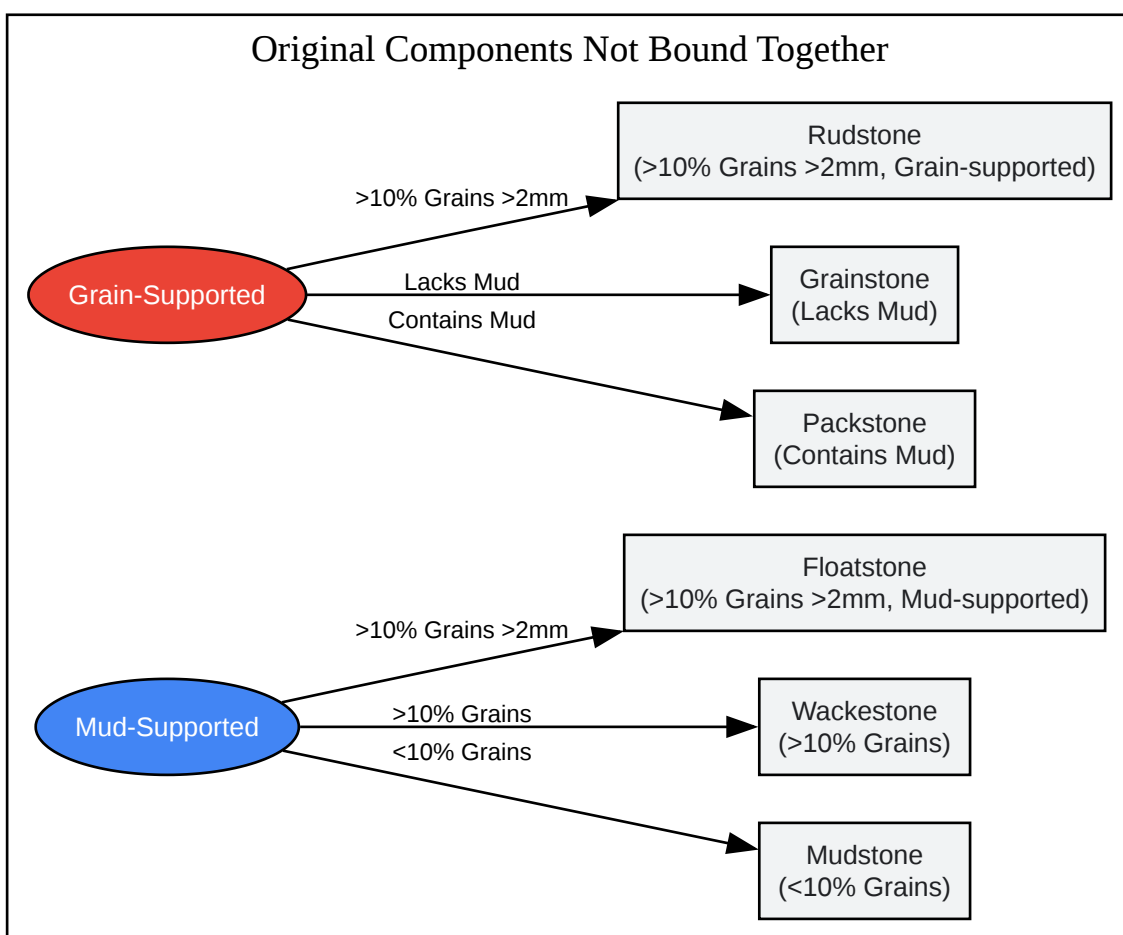 Original Components Not Bound Together
Rudstone
(>10% Grains >2mm, Grain-supported)
>10% Grains >2mm
Grain-Supported
Lacks Mud
Grainstone
(Lacks Mud)
Contains Mud
Packstone
(Contains Mud)
Floatstone
(>10% Grains >2mm, Mud-supported)
>10% Grains >2mm
Mud-Supported
>10% Grains
Wackestone
(>10% Grains)
<10% Grains
Mudstone
(<10% Grains)